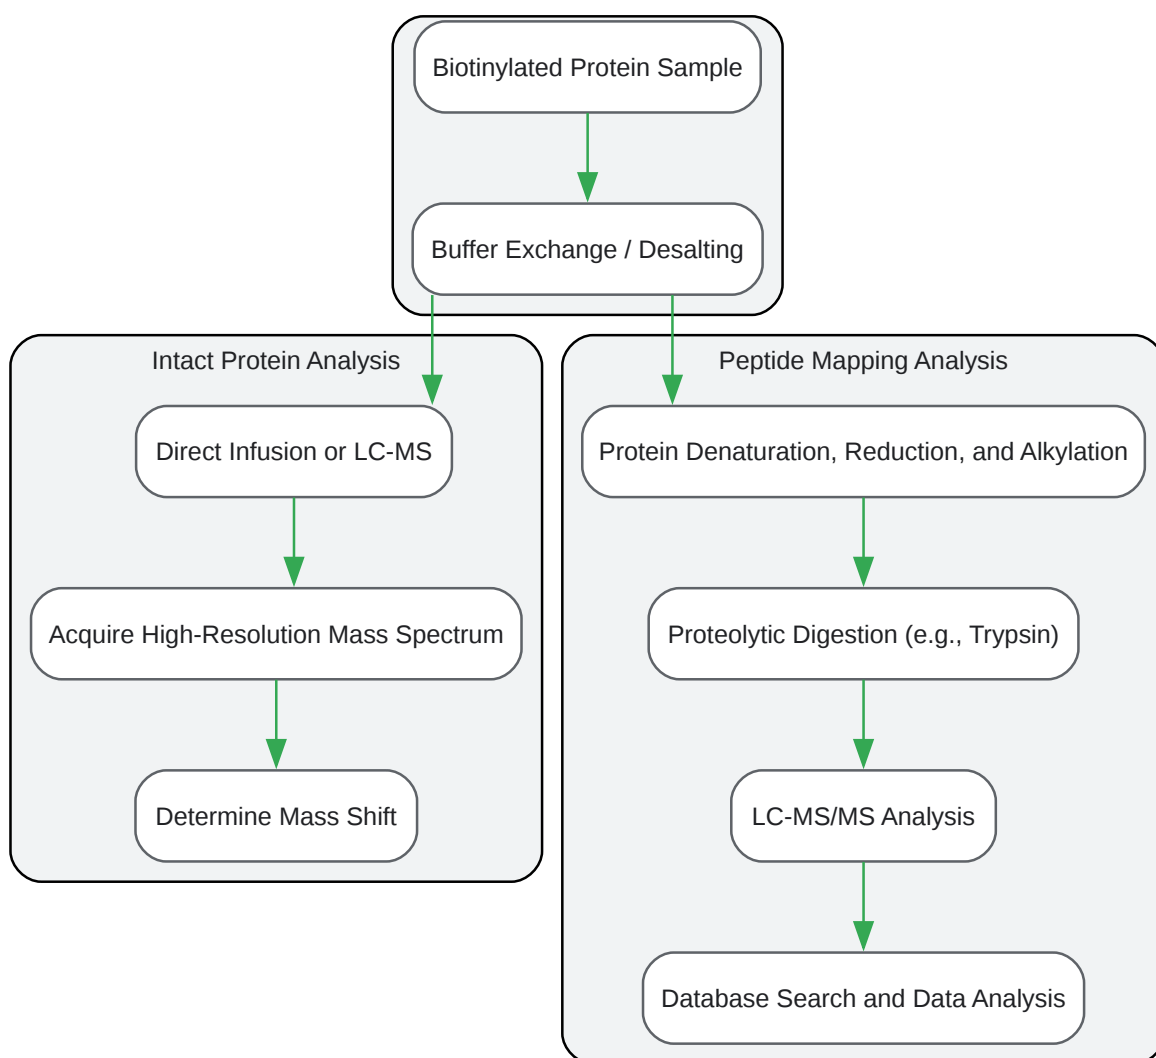 Biotinylated Protein Sample
Buffer Exchange / Desalting
Intact Protein Analysis
Direct Infusion or LC-MS
Acquire High-Resolution Mass Spectrum
Determine Mass Shift
Peptide Mapping Analysis
Protein Denaturation, Reduction, and Alkylation
Proteolytic Digestion (e.g., Trypsin)
LC-MS/MS Analysis
Database Search and Data Analysis